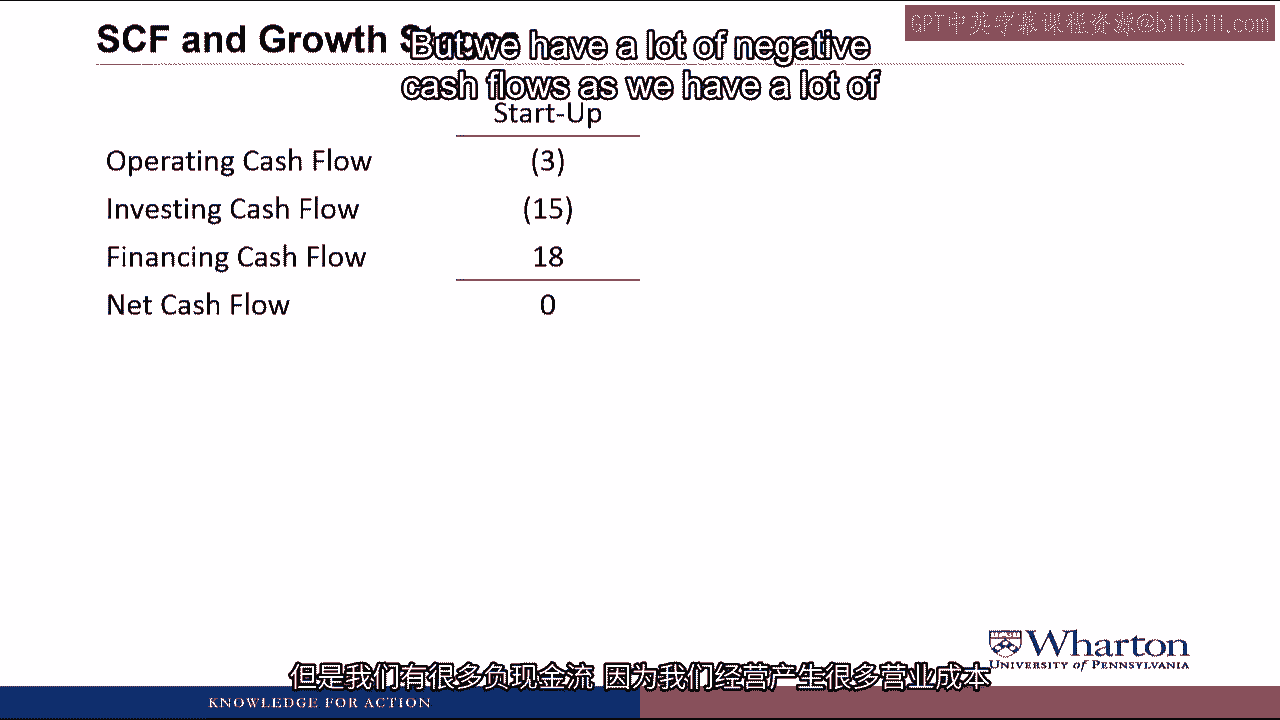 GPT中英字幕课程资源@bilibili.com
SCF and Growth
But we have a lot of negative
cash flows as we have a lot of
Start-Up
Operating Cash Flow (3)
Investing Cash Flow (15)
Financing Cash Flow 18
Net Cash Flow 0
Wharton
UNIVERSITY of PENNSYLVANIA
但是我们有很多负现金流 因为我们经营产生很多营业成本
KNOWLEDGE FOR ACTION